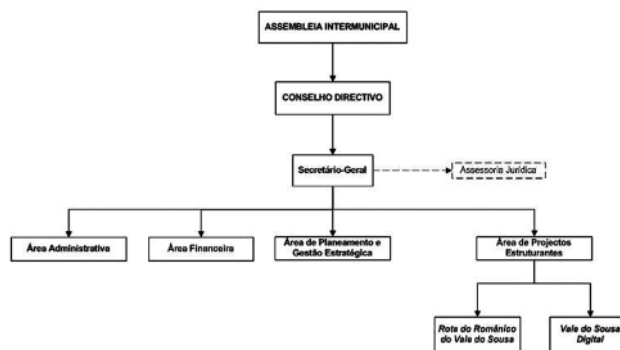 ASSEMBLEIA INTERMUNICIPAL
CONSELHO DIRECTIVO
Secretário-Geral
Assessoria Jurídica
Área Administrativa
Área Financeira
Área de Planeamento e
Gestão Estratégica
Área de Projectos
Estruturantes
Rota do Românico
do Vale do Sousa
Vale do Sousa
Digital